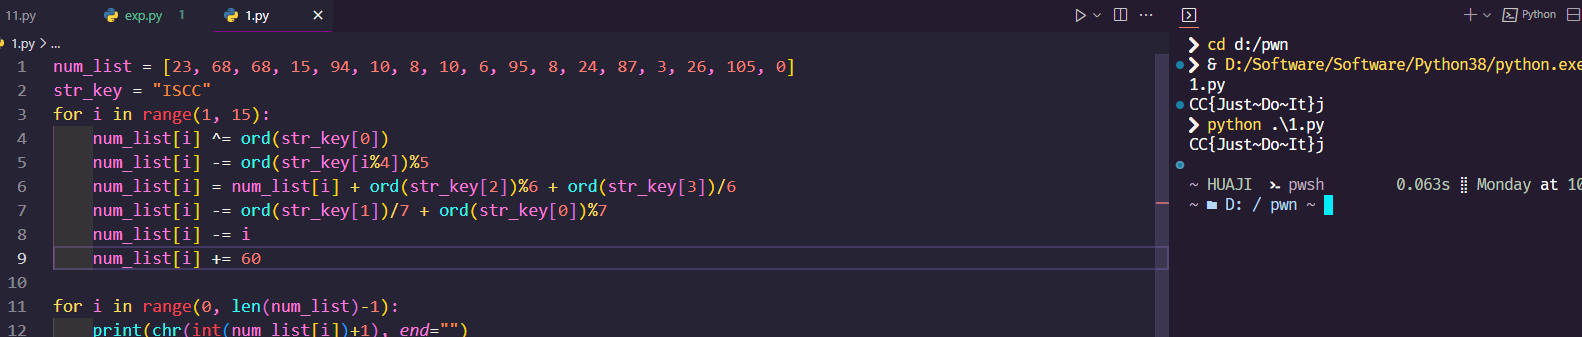 11.py exp.py 1 1.py
1.py > ...
1 num_list = [23, 68, 68, 15, 94, 10, 8, 10, 6, 95, 8, 24, 87, 3, 26, 105, 0]
2 str_key = "ISCC"
3 for i in range(1, 15):
4 num_list[i] ^= ord(str_key[0])
5 num_list[i] -= ord(str_key[i%4])%5
6 num_list[i] = num_list[i] + ord(str_key[2])%6 + ord(str_key[3])/6
7 num_list[i] -= ord(str_key[1])/7 + ord(str_key[0])%7
8 num_list[i] -= i
9 num_list[i] += 60
10
11 for i in range(0, len(num_list)-1):
12 print(chr(int(num_list[i])+1), end="")
Python
❯ cd d:/pwn
❯ & D:/Software/Software/Python38/python.exe
1.py
CC{Just~Do~It}j
❯ python .\1.py
CC{Just~Do~It}j
~ HUAJI pwsh 0.063s Monday at 10
~ D: / pwn ~